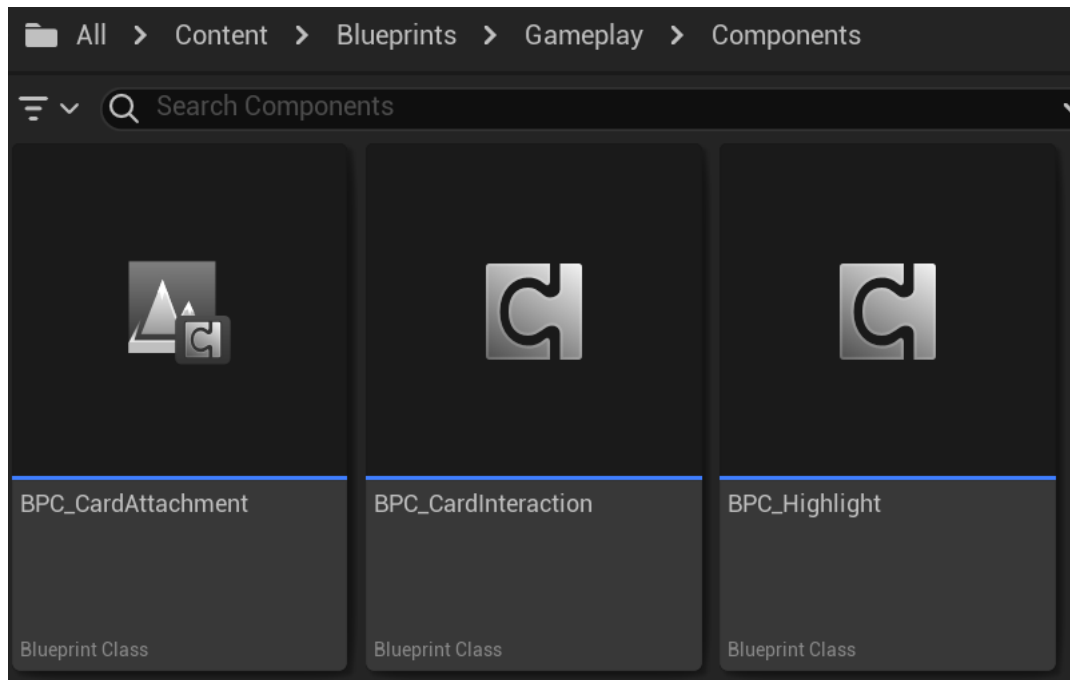 All > Content > Blueprints > Gameplay > Components
Search Components
BPC_CardAttachment
BPC_CardInteraction
BPC_Highlight
Blueprint Class
Blueprint Class
Blueprint Class